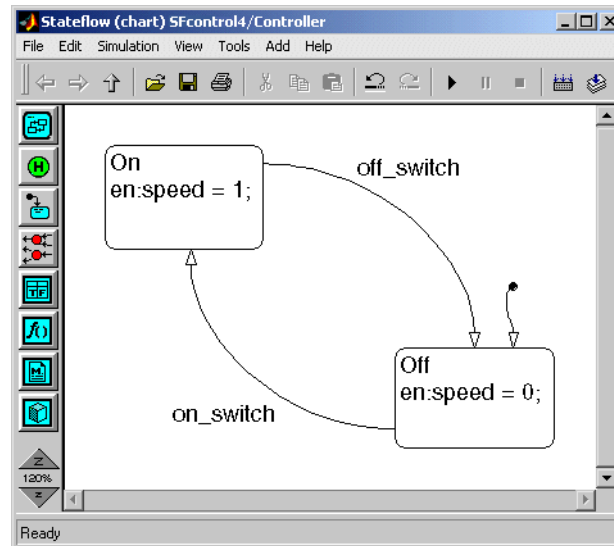 Stateflow (chart) SFcontrol4/Controller
File Edit Simulation View Tools Add Help
H
On
en:speed = 1;
off_switch
TF
f()
M
Off
en:speed = 0;
on_switch
Z
120%
z
Ready